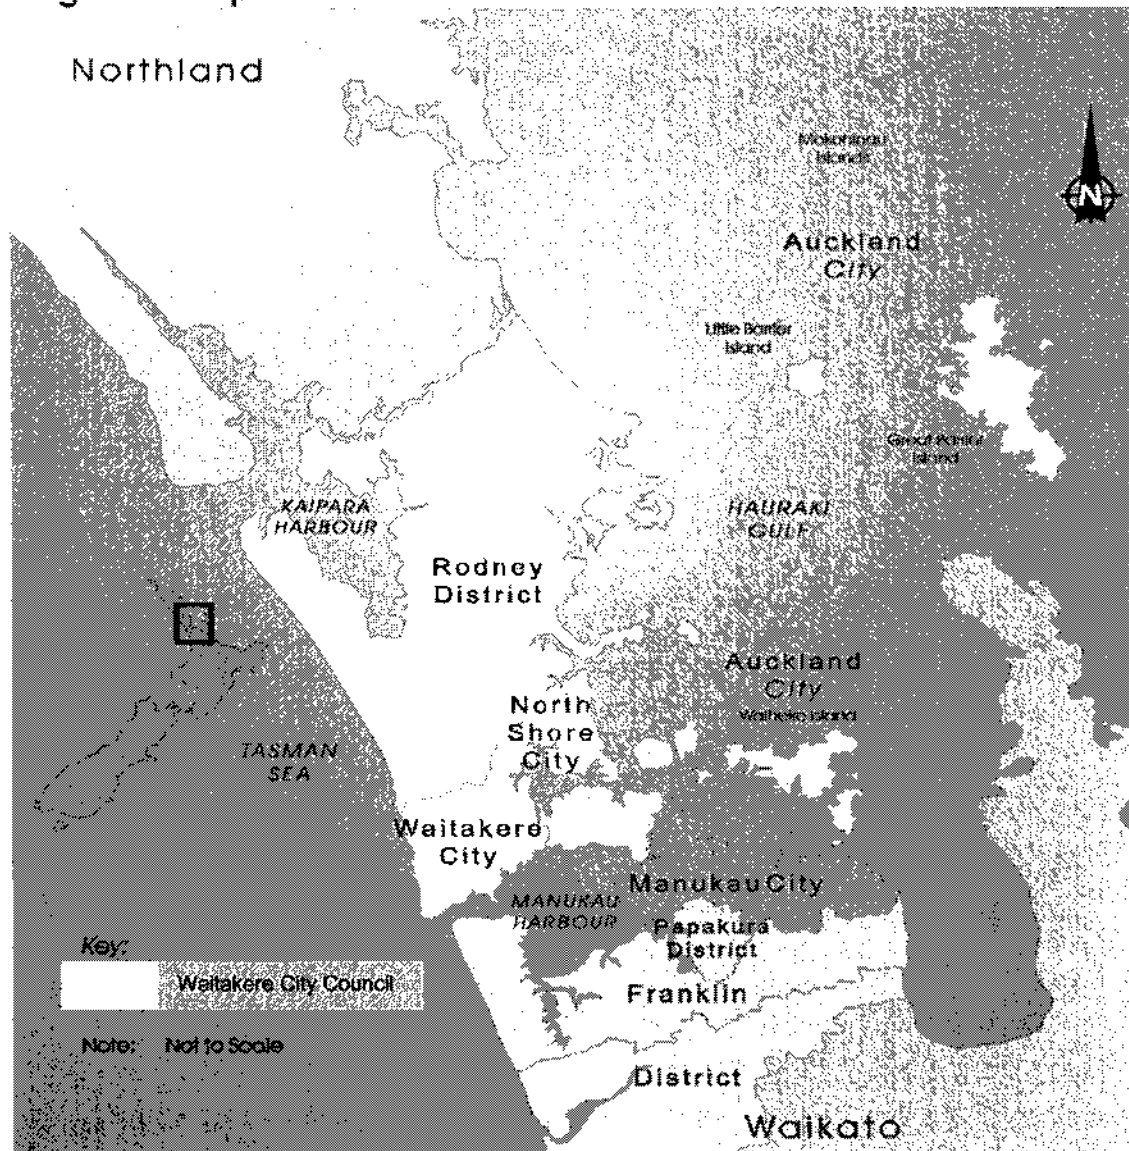 Northland
Mokohinau
Islands
N
Auckland
City
Little Barrier
Island
Great Barrier
Island
KAIPARA
HARBOUR
HAURAKI
GULF
Rodney
District
Auckland
City
Waiheke Island
North
Shore
City
TASMAN
SEA
Waitakere
City
Manukau City
MANUKAU
HARBOUR
Papakura
District
Key:
Waitakere City Council
Franklin
Note: Not to Scale
District
Waikato